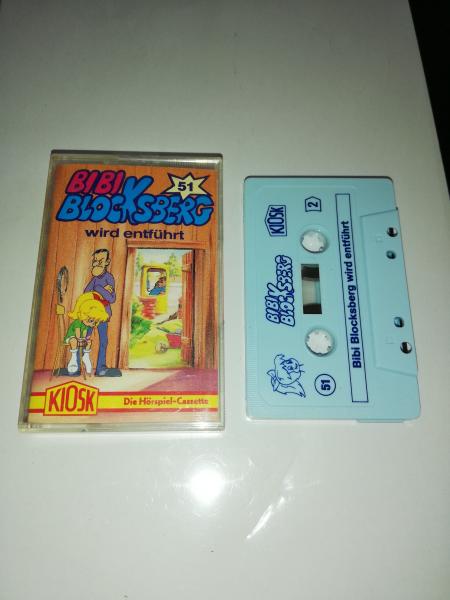 BIBI
BLOCKSBERG
51
wird entführt
KIOSK
Die Hörspiel-Cassette
KIOSK
2
BIBI
BLOCKSBERG
Bibi Blocksberg wird entführt
51